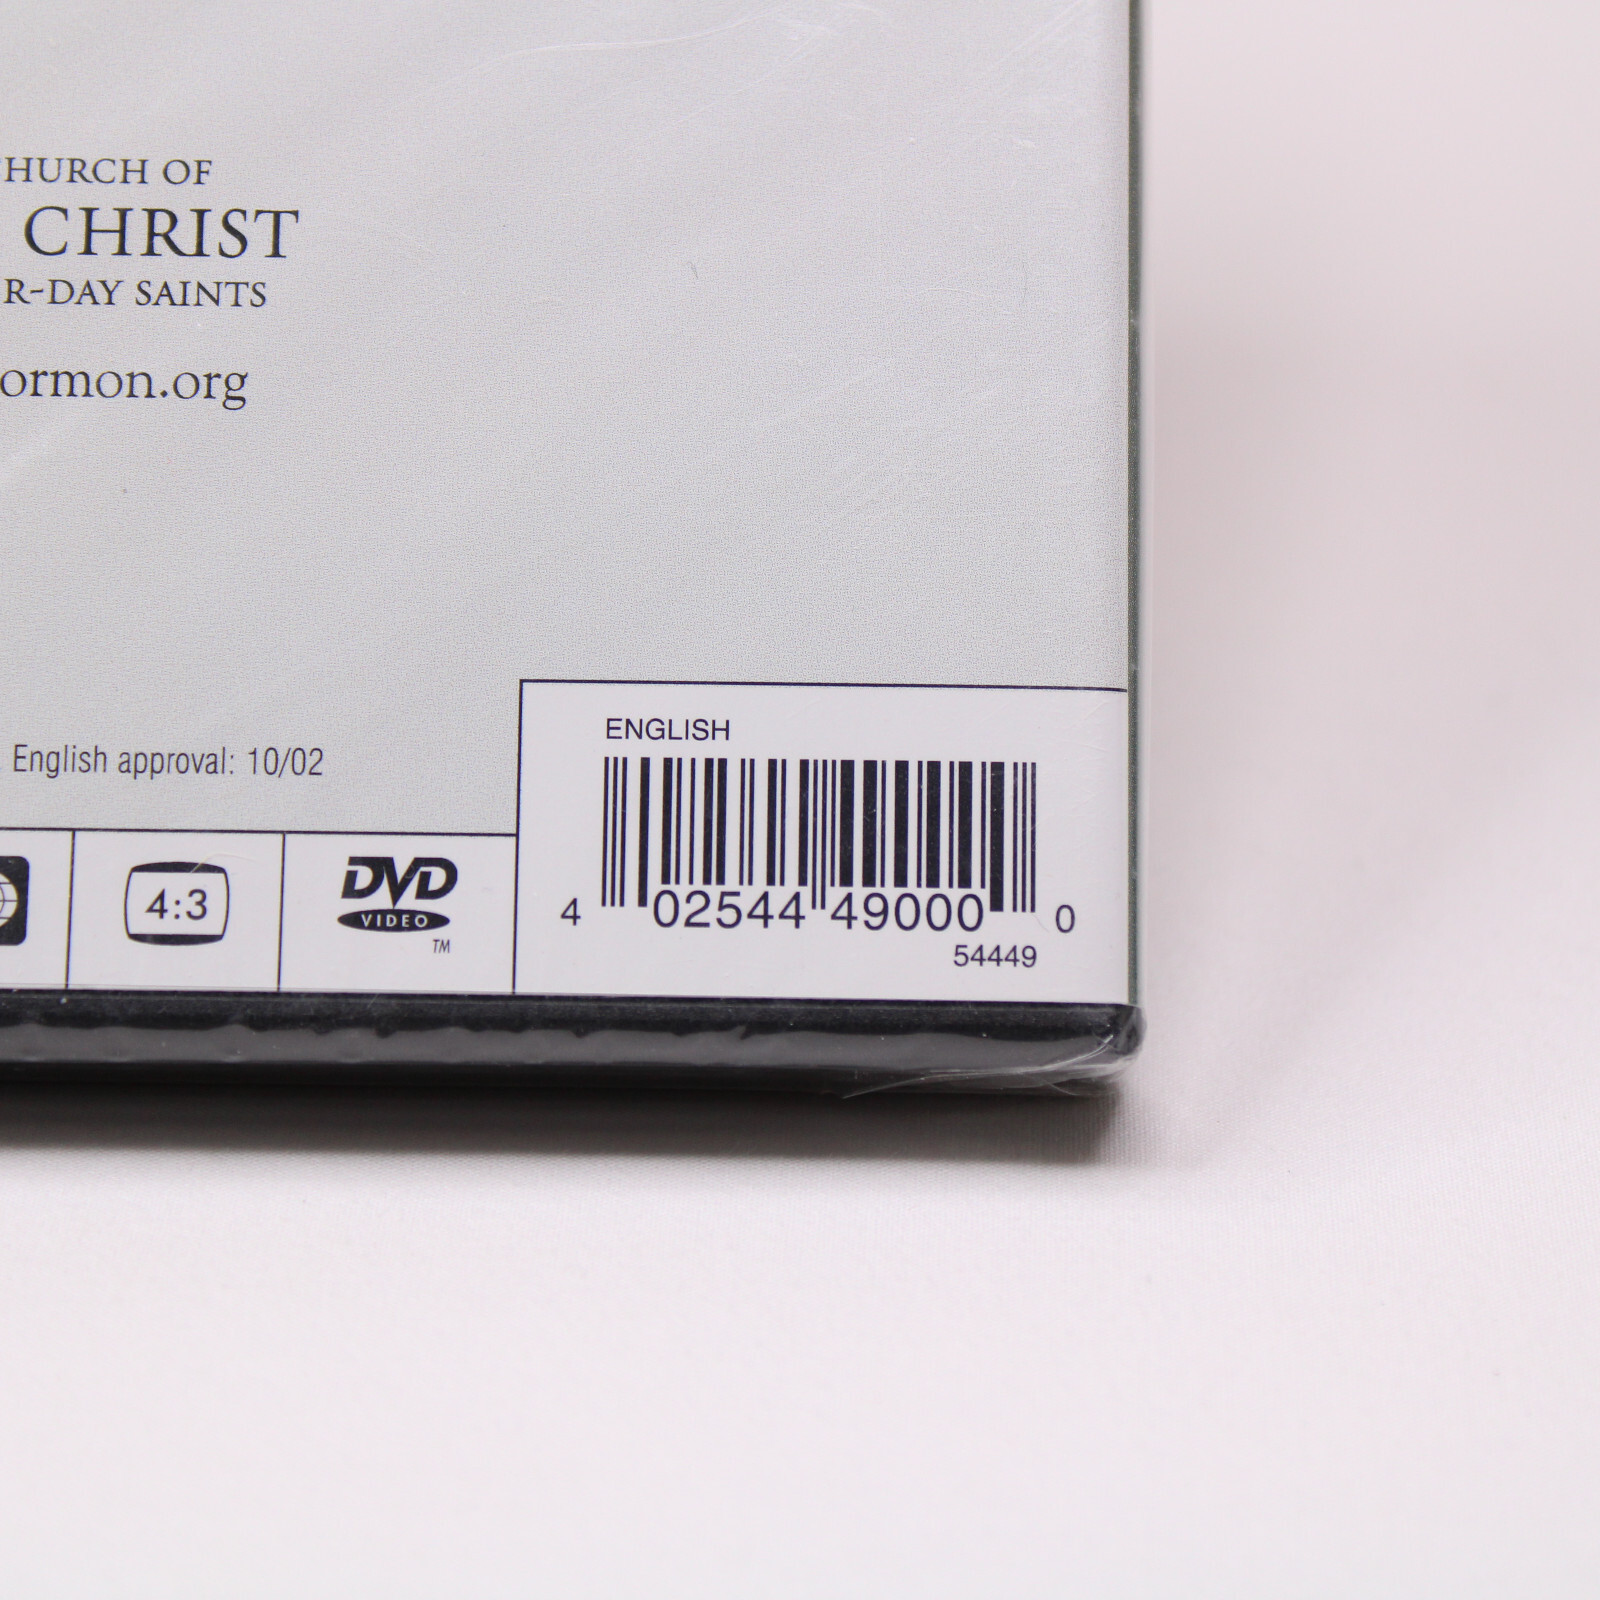 HURCH OF
CHRIST
R-DAY SAINTS
ormon.org
English approval: 10/02
ENGLISH
4:3
DVD
VIDEO
TM
4 02544 49000 0
54449